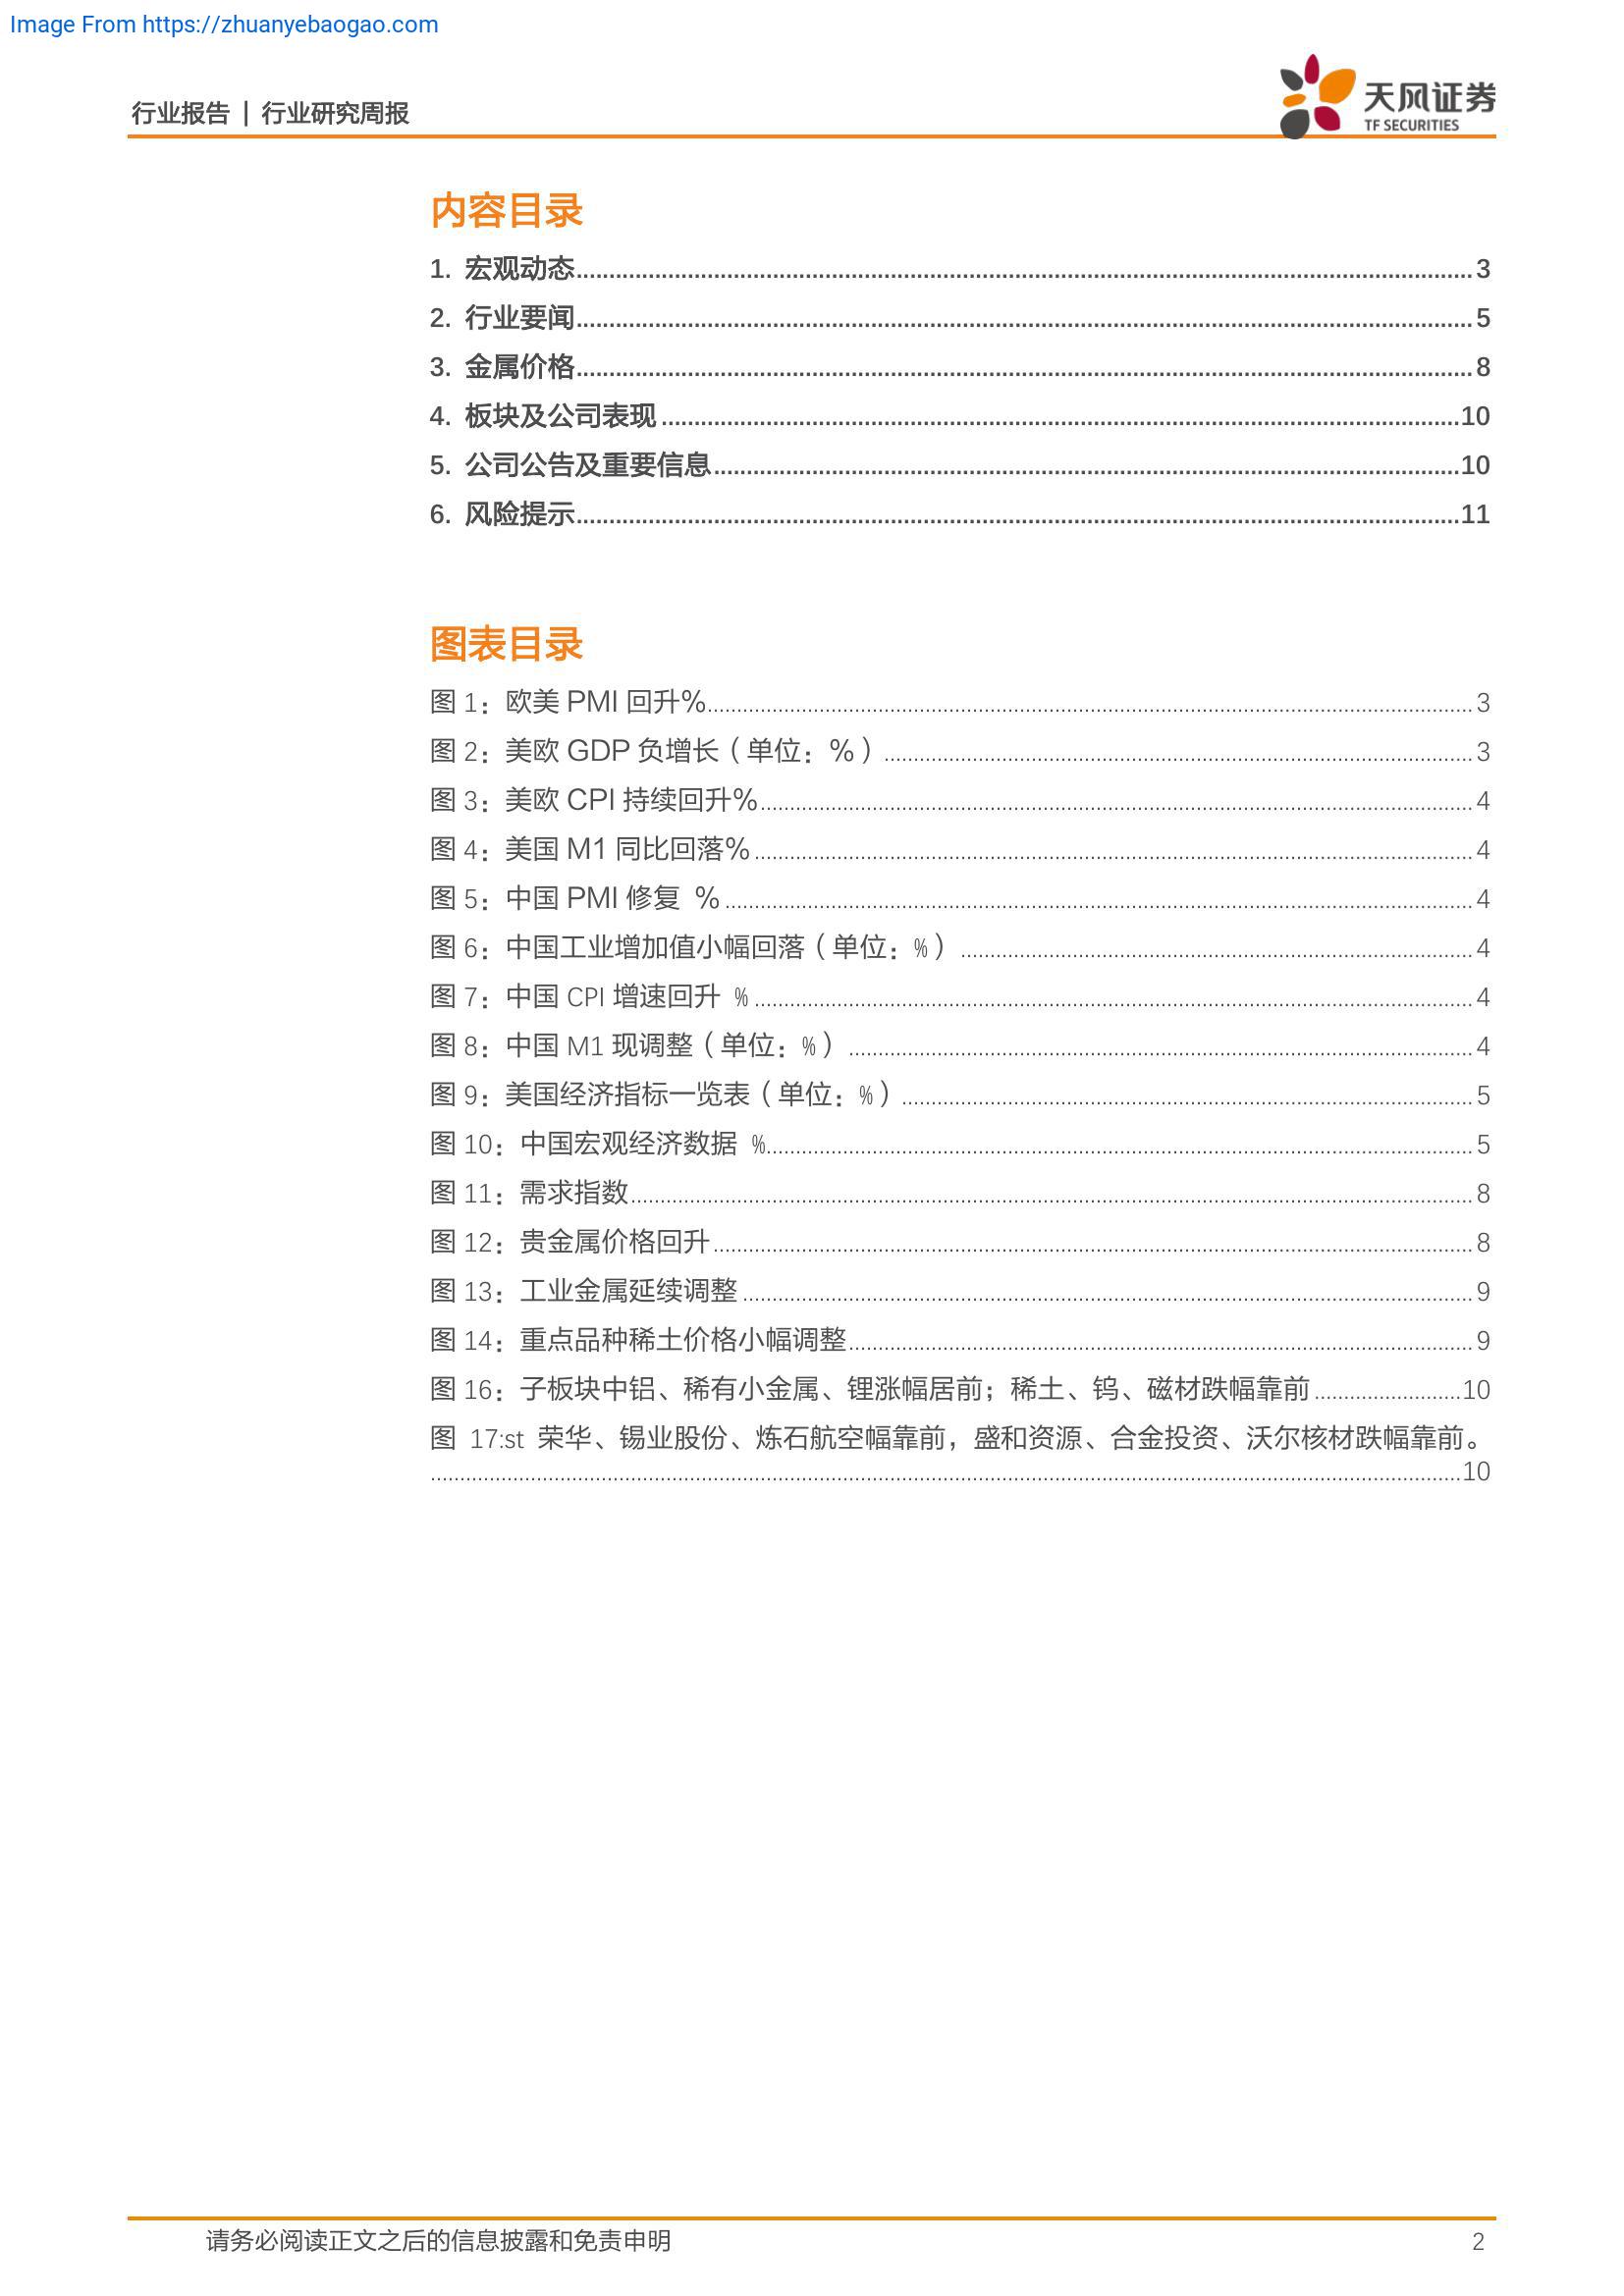 Image From https://zhuanyebaogao.com
行业报告 | 行业研究周报
天风证券
TF SECURITIES
内容目录
1. 宏观动态 3
2. 行业要闻 5
3. 金属价格 8
4. 板块及公司表现 10
5. 公司公告及重要信息 10
6. 风险提示 11
图表目录
图 1：欧美 PMI 回升% 3
图 2：美欧 GDP 负增长（单位：%） 3
图 3：美欧 CPI 持续回升% 4
图 4：美国 M1 同比回落% 4
图 5：中国 PMI 修复 % 4
图 6：中国工业增加值小幅回落（单位：%） 4
图 7：中国 CPI 增速回升 % 4
图 8：中国 M1 现调整（单位：%） 4
图 9：美国经济指标一览表（单位：%） 5
图 10：中国宏观经济数据 % 5
图 11：需求指数 8
图 12：贵金属价格回升 8
图 13：工业金属延续调整 9
图 14：重点品种稀土价格小幅调整 9
图 16：子板块中铝、稀有小金属、锂涨幅居前；稀土、钨、磁材跌幅靠前 10
图 17:st 荣华、锡业股份、炼石航空幅靠前，盛和资源、合金投资、沃尔核材跌幅靠前。
10
请务必阅读正文之后的信息披露和免责申明 2